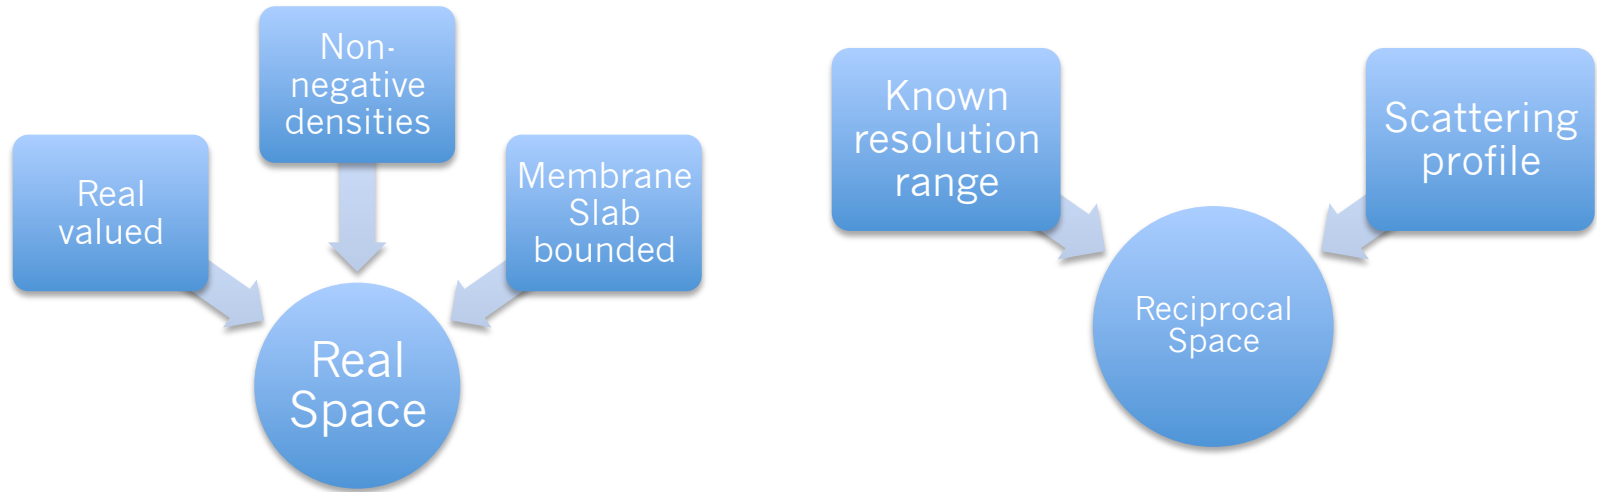 Non-
negative
densities
Real
valued
Membrane
Slab
bounded
Real
Space
Known
resolution
range
Scattering
profile
Reciprocal
Space